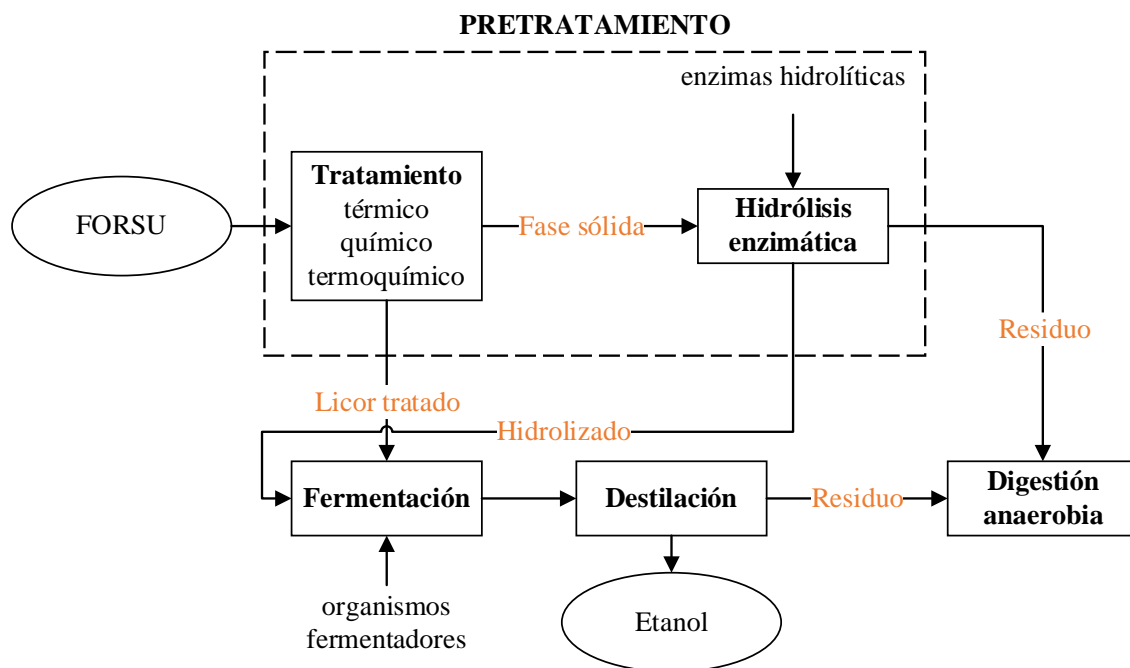 PRETRATAMIENTO
enzimas hidrolíticas
FORSU
Tratamiento
térmico
químico
termoquímico
Fase sólida
Hidrólisis
enzimática
Residuo
Licor tratado
Hidrolizado
Fermentación
Destilación
Residuo
Digestión
anaerobia
organismos
fermentadores
Etanol